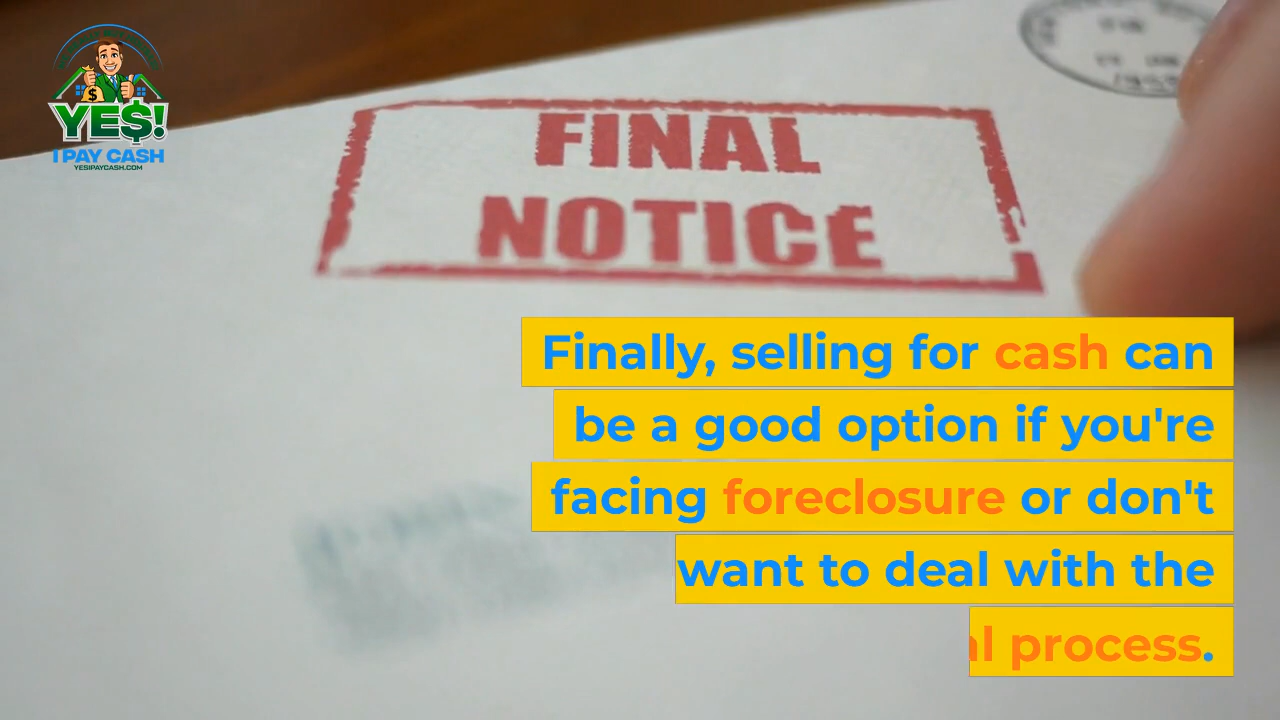 YE$!
I PAY CASH
YESIPAYCASH.COM
FINAL
NOTICE
Finally, selling for cash can
be a good option if you're
facing foreclosure or don't
want to deal with the
process.